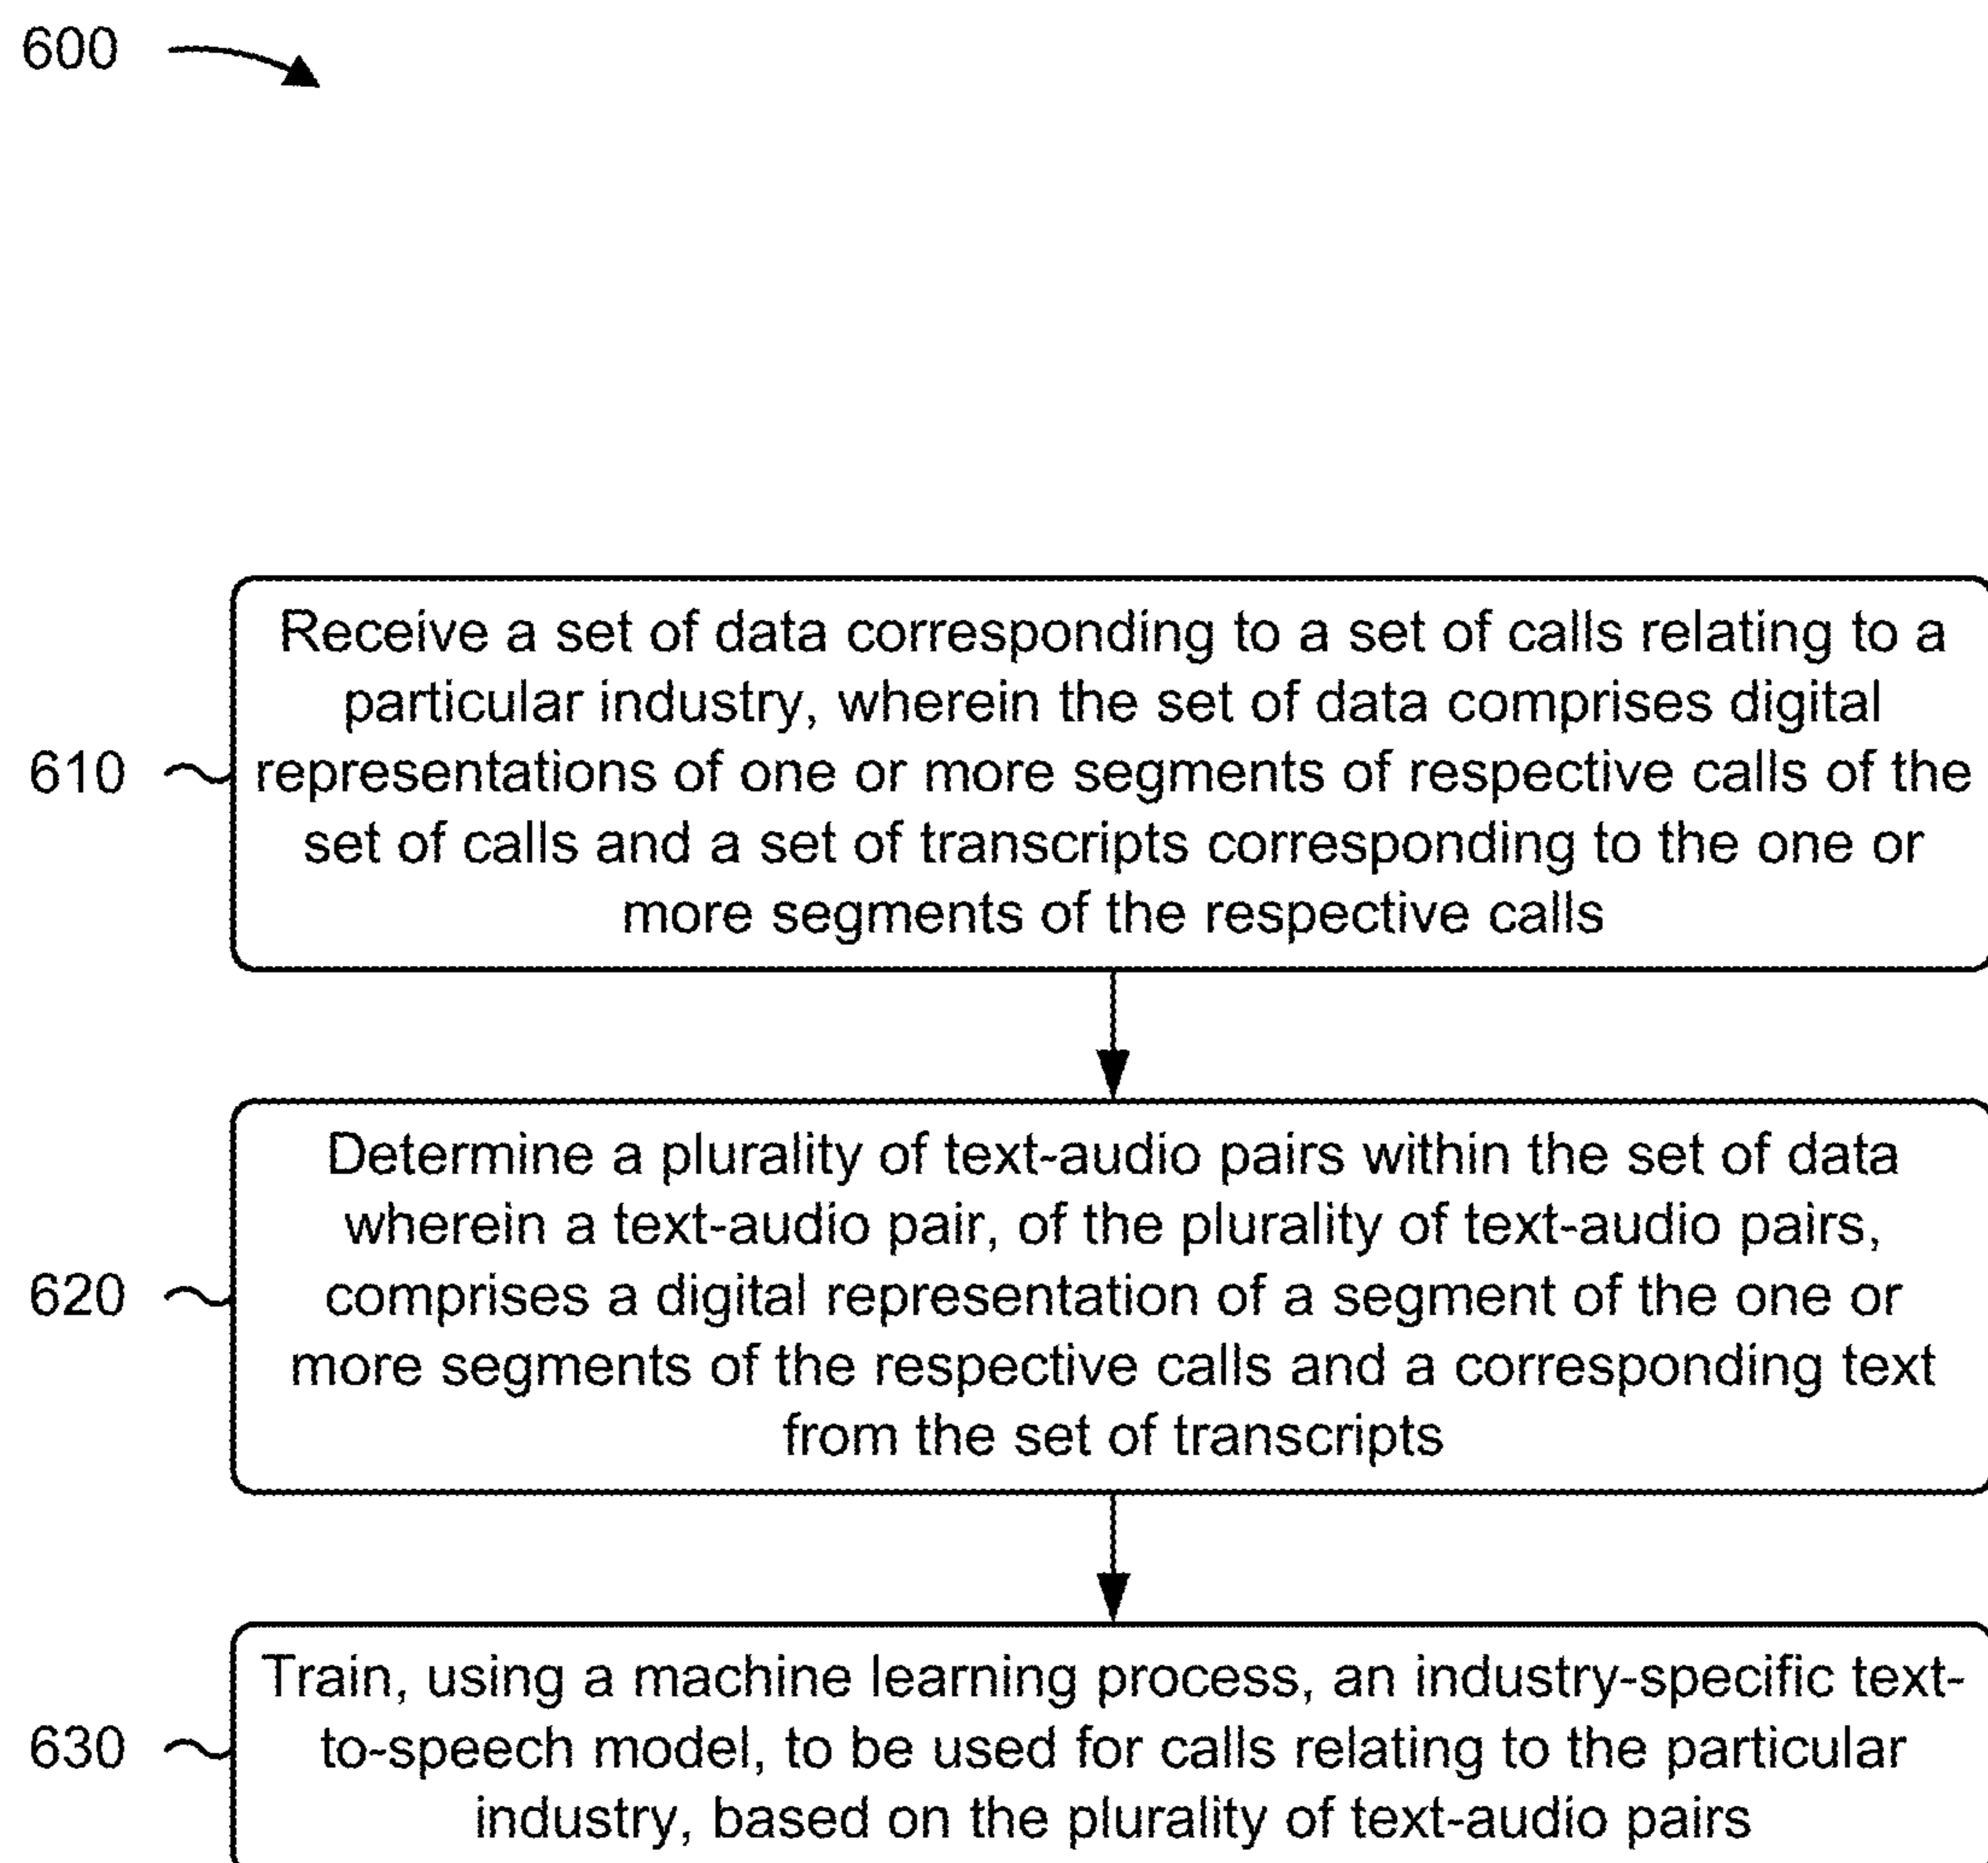 600
Receive a set of data corresponding to a set of calls relating to a
particular industry, wherein the set of data comprises digital
610
representations of one or more segments of respective calls of the
set of calls and a set of transcripts corresponding to the one or
more segments of the respective calls
Determine a plurality of text-audio pairs within the set of data
wherein a text-audio pair, of the plurality of text-audio pairs,
620
comprises a digital representation of a segment of the one or
more segments of the respective calls and a corresponding text
from the set of transcripts
Train, using a machine learning process, an industry-specific text-
630
to-speech model, to be used for calls relating to the particular
industry, based on the plurality of text-audio pairs